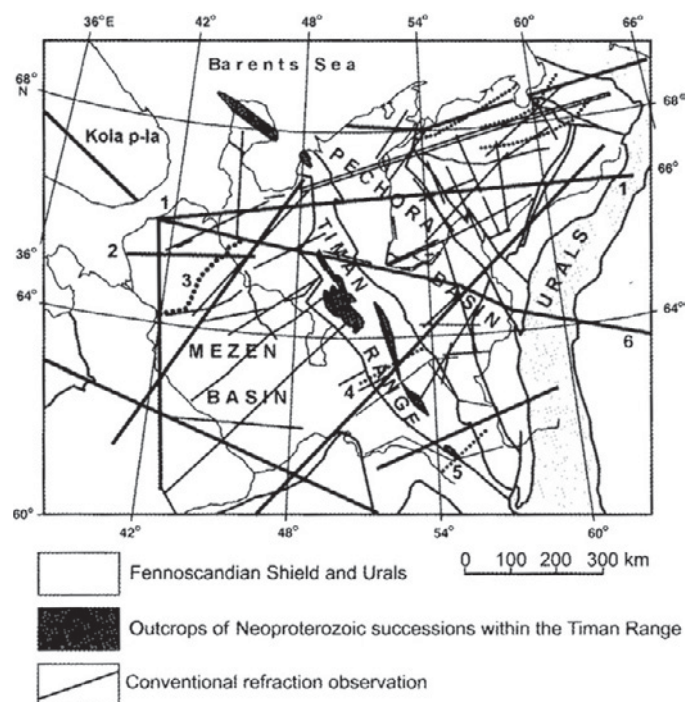 36°E 42° 48° 54° 60° 66°
Barents Sea
68°
N
68°
Kola p-la
66°
PECHORA
1
1
TIMAN
2
36°
BASIN
URALS
3
64°
64°
MEZEN
6
RANGE
BASIN
4
5
60°
42° 48° 54° 60°
0 100 200 300 km
Fennoscandian Shield and Urals
Outcrops of Neoproterozoic successions within the Timan Range
Conventional refraction observation